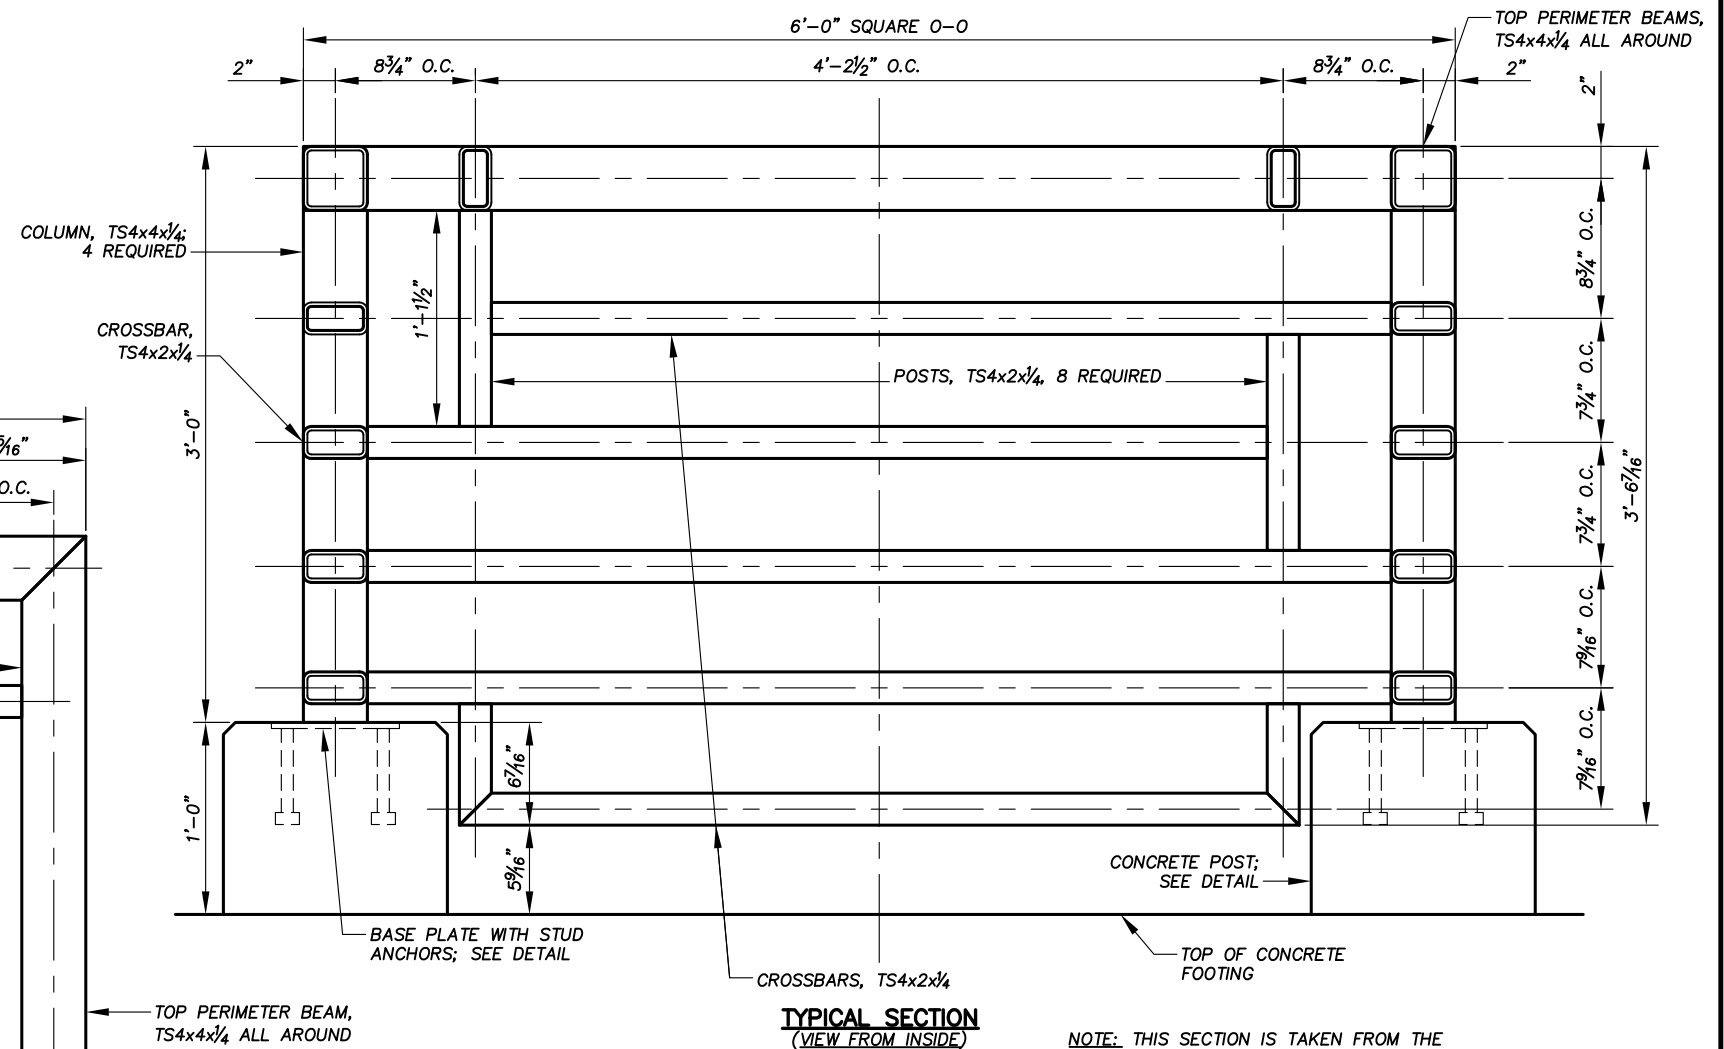 6'-0" SQUARE O-O
TOP PERIMETER BEAMS,
TS4x4x¼ ALL AROUND
2"
8¾" O.C.
4'-2½" O.C.
8¾" O.C.
2"
2"
COLUMN, TS4x4x¼;
4 REQUIRED
8¾" O.C.
1'-1½"
CROSSBAR,
TS4x2x¼
POSTS, TS4x2x¼, 8 REQUIRED
7¾" O.C.
3'-0"
O.C.
7¾" O.C.
3'-6⁷⁄₁₆"
7⁹⁄₁₆" O.C.
6⁷⁄₁₆"
7⁹⁄₁₆" O.C.
1'-0"
5⁹⁄₁₆"
CONCRETE POST;
SEE DETAIL
BASE PLATE WITH STUD
ANCHORS; SEE DETAIL
TOP OF CONCRETE
FOOTING
CROSSBARS, TS4x2x¼
TOP PERIMETER BEAM,
TS4x4x¼ ALL AROUND
TYPICAL SECTION
(VIEW FROM INSIDE)
NOTE: THIS SECTION IS TAKEN FROM THE